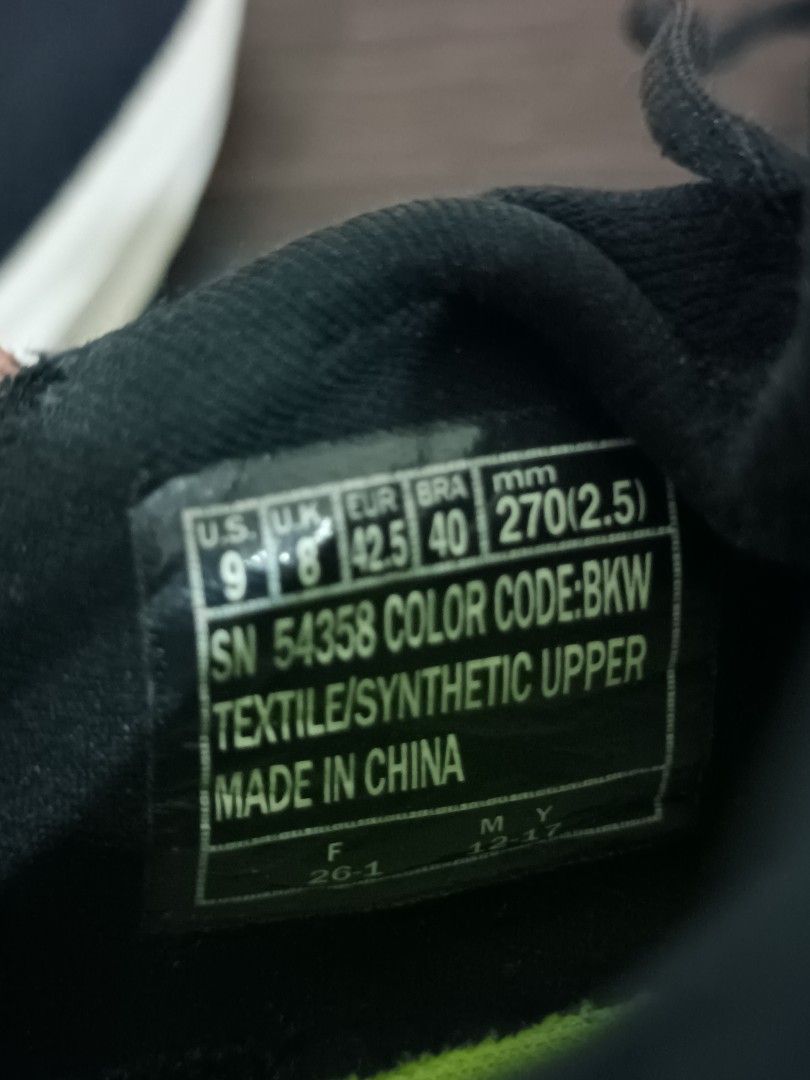 U.S. U.K. EUR BRA mm
9 8 42.5 40 270(2.5)
SN 54358 COLOR CODE:BKW
TEXTILE/SYNTHETIC UPPER
MADE IN CHINA
F M Y
26-1 12-17